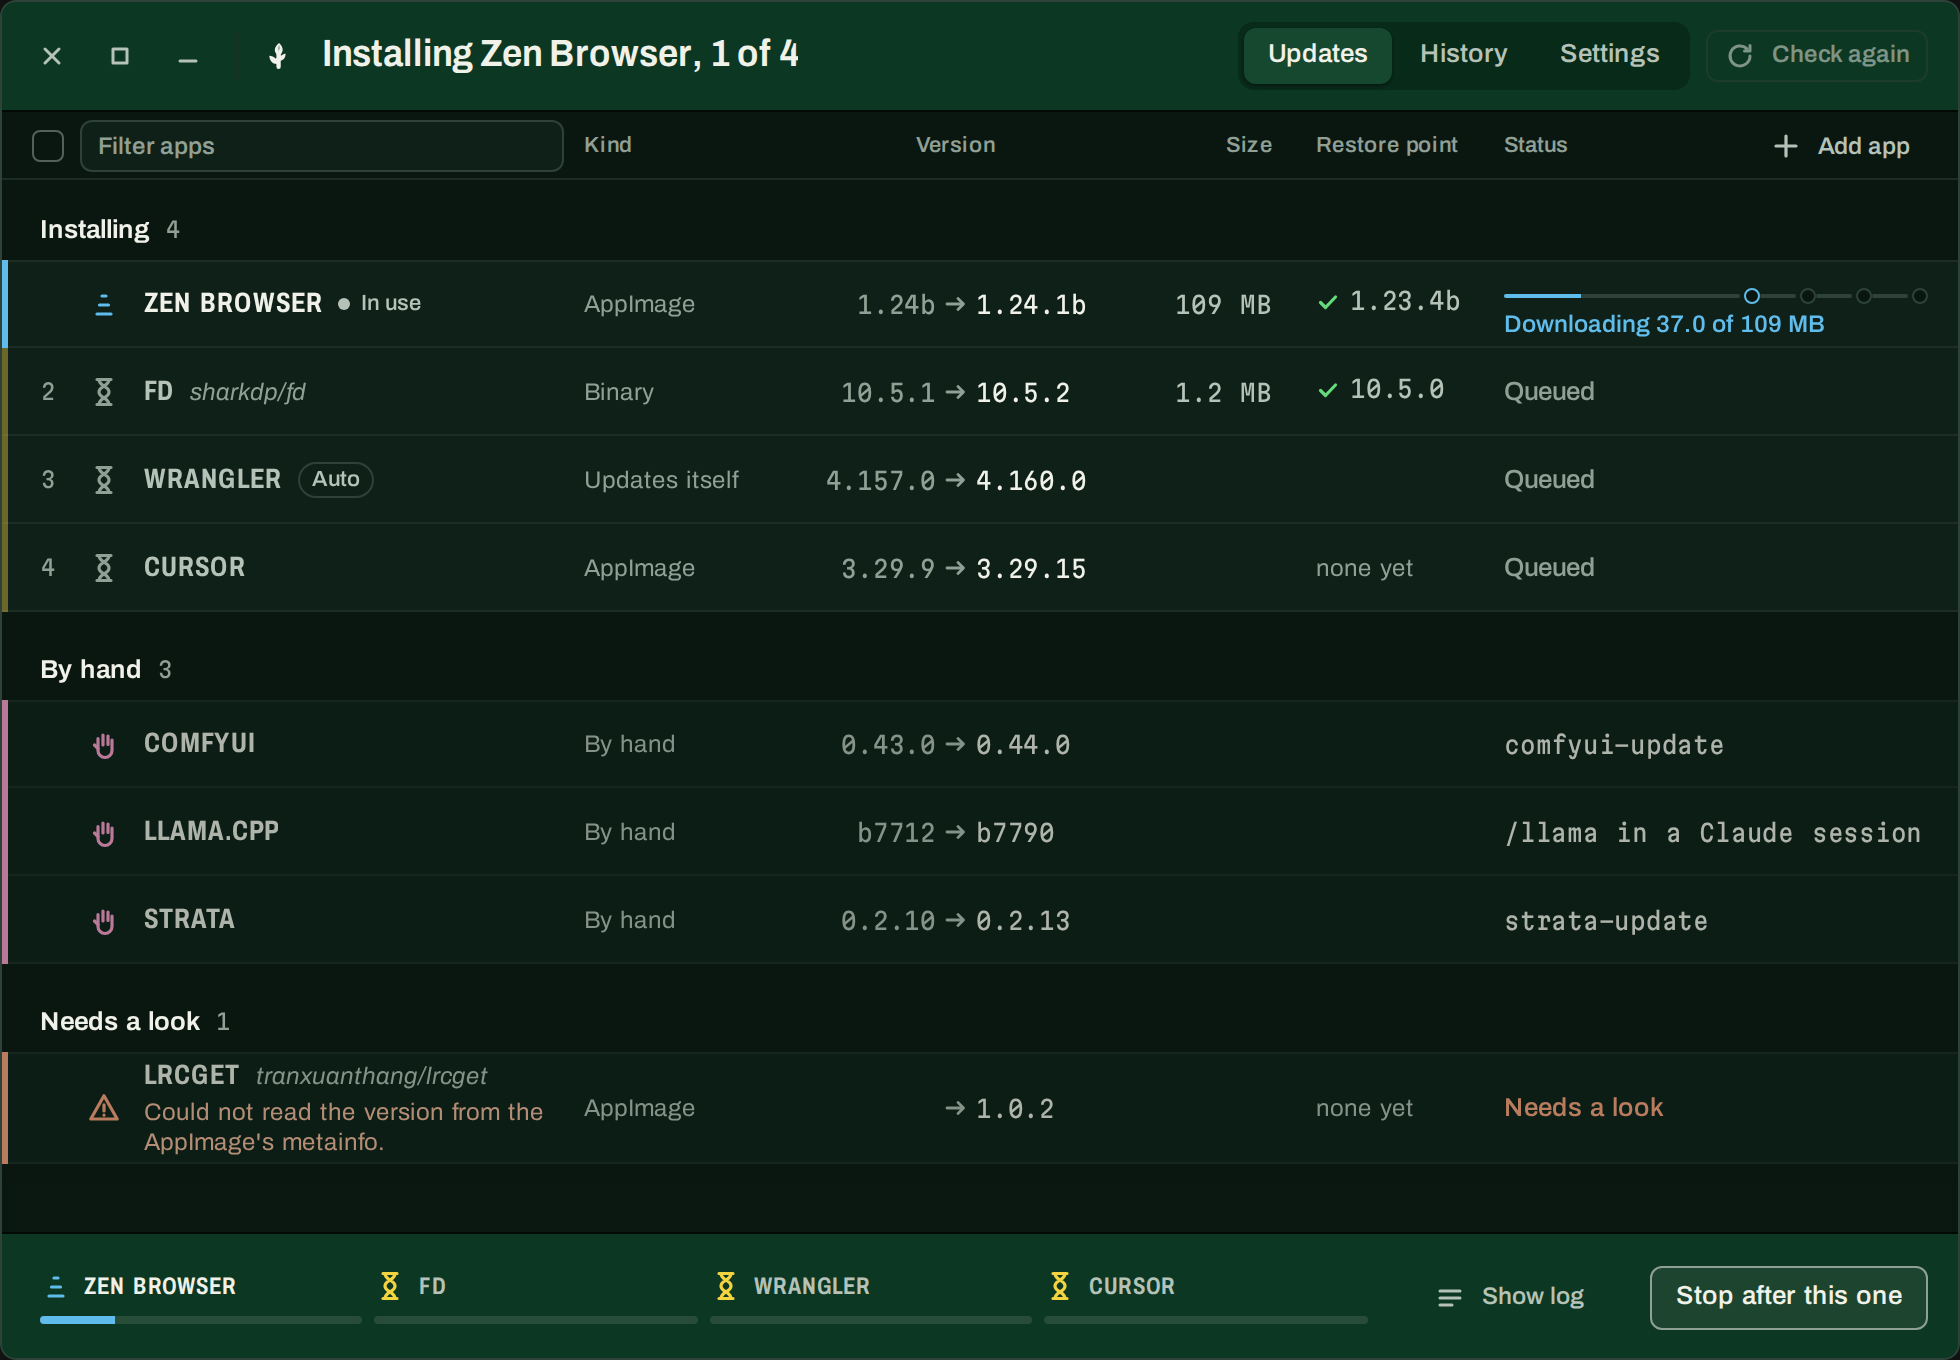 Installing Zen Browser, 1 of 4
Updates
History
Settings
Check again
Filter apps
Kind
Version
Size
Restore point
Status
Add app
Installing 4
ZEN BROWSER In use AppImage 1.24b → 1.24.1b 109 MB 1.23.4b
Downloading 37.0 of 109 MB
2 FD sharkdp/fd Binary 10.5.1 → 10.5.2 1.2 MB 10.5.0 Queued
3 WRANGLER Auto Updates itself 4.157.0 → 4.160.0 Queued
4 CURSOR AppImage 3.29.9 → 3.29.15 none yet Queued
By hand 3
COMFYUI By hand 0.43.0 → 0.44.0 comfyui-update
LLAMA.CPP By hand b7712 → b7790 /llama in a Claude session
STRATA By hand 0.2.10 → 0.2.13 strata-update
Needs a look 1
LRCGET tranxuanthang/lrcget
Could not read the version from the
AppImage's metainfo.
AppImage → 1.0.2 none yet Needs a look
ZEN BROWSER
FD
WRANGLER
CURSOR
Show log
Stop after this one